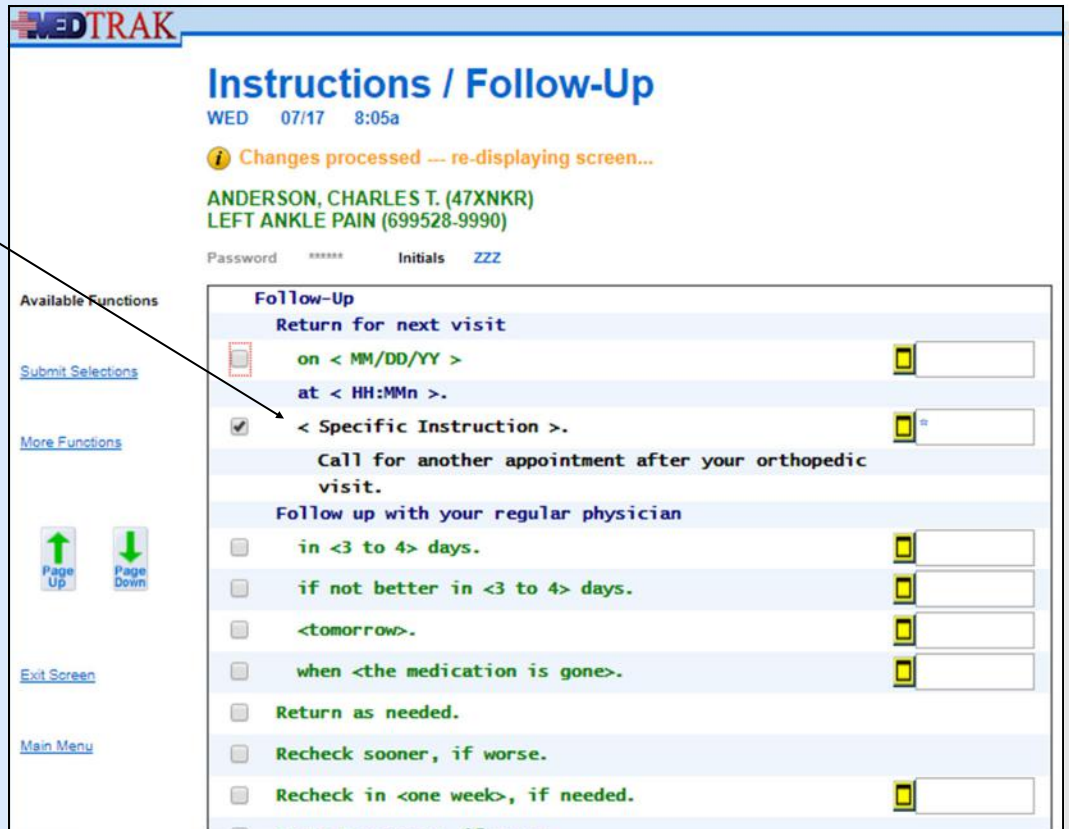 MEDTRAK
Instructions / Follow-Up
WED 07/17 8:05a
i Changes processed --- re-displaying screen...
ANDERSON, CHARLES T. (47XNKR)
LEFT ANKLE PAIN (699528-9990)
Password ****** Initials ZZZ
Available Functions
Submit Selections
More Functions
Page Up
Page Down
Exit Screen
Main Menu
Follow-Up
Return for next visit
on < MM/DD/YY >
at < HH:MMn >.
< Specific Instruction >. *
Call for another appointment after your orthopedic
visit.
Follow up with your regular physician
in <3 to 4> days.
if not better in <3 to 4> days.
<tomorrow>.
when <the medication is gone>.
Return as needed.
Recheck sooner, if worse.
Recheck in <one week>, if needed.